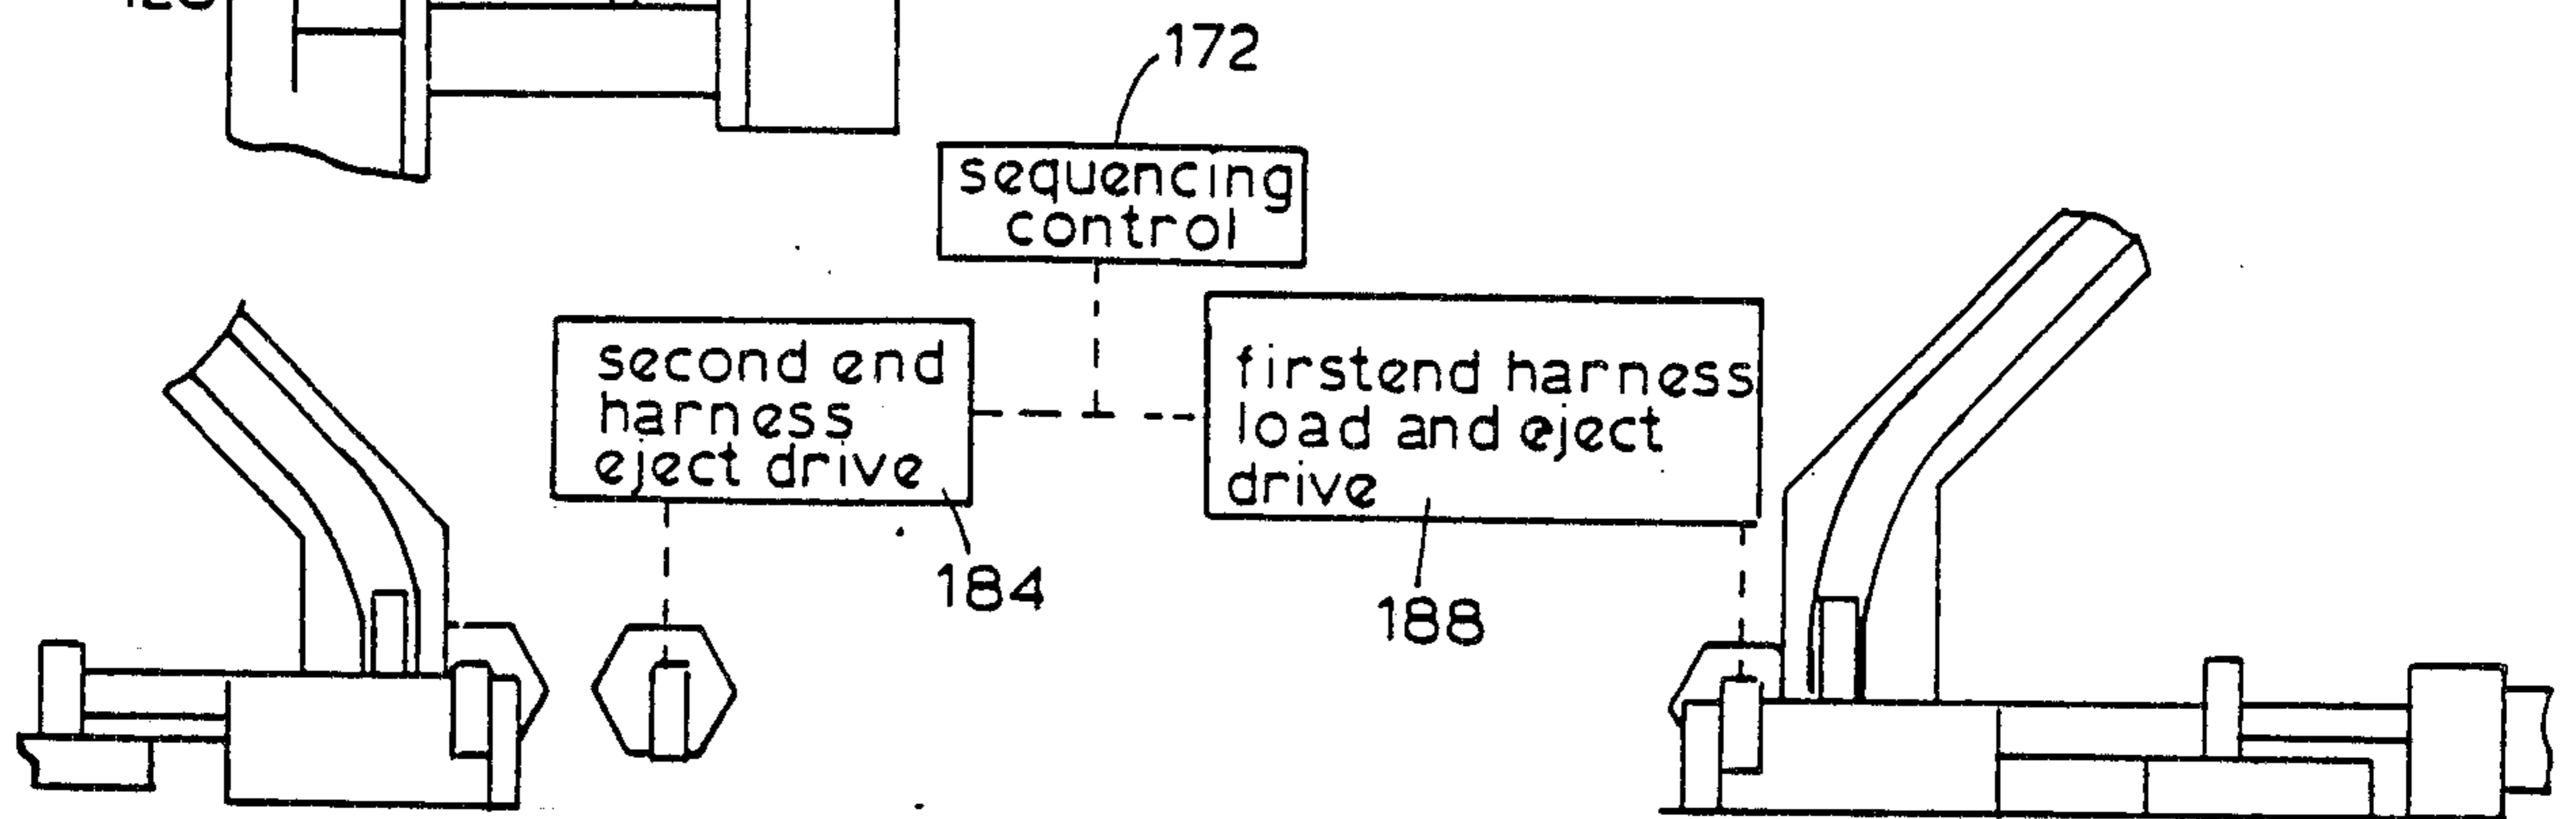 172
sequencing
control
second end
harness
eject drive
firstend harness
load and eject
drive
184
188